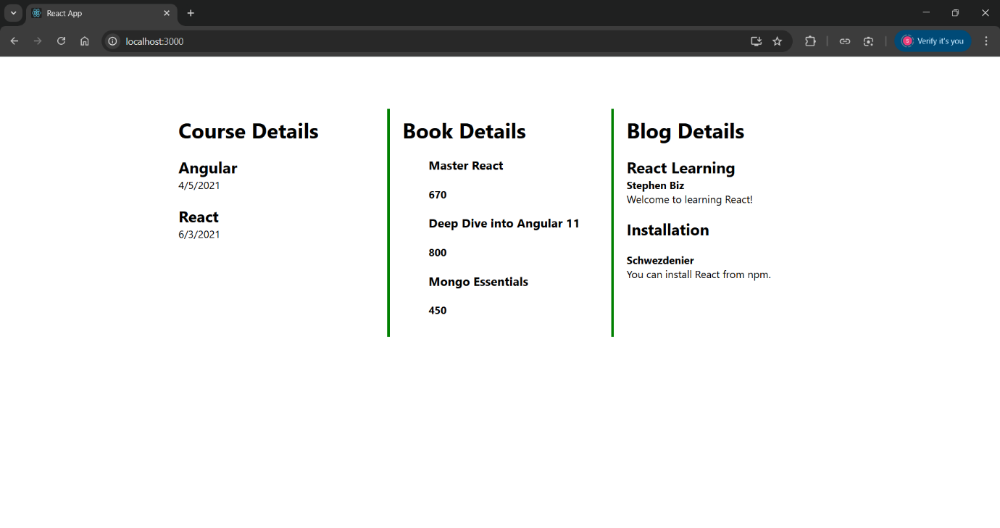 React App
localhost:3000
S
Verify it's you
Course Details
Angular
4/5/2021
React
6/3/2021
Book Details
Master React
670
Deep Dive into Angular 11
800
Mongo Essentials
450
Blog Details
React Learning
Stephen Biz
Welcome to learning React!
Installation
Schwezdenier
You can install React from npm.